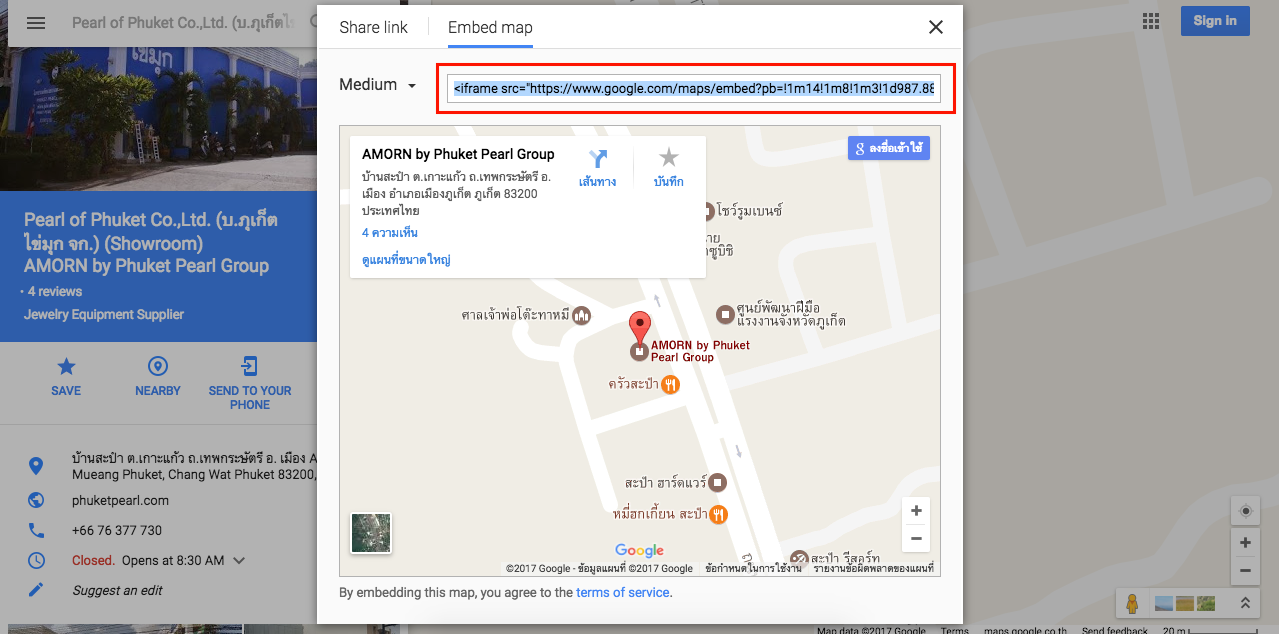 Pearl of Phuket Co.,Ltd. (บ.ภูเก็ตไข
ไข่มุก
Pearl of Phuket Co.,Ltd. (บ.ภูเก็ต
ไข่มุก จก.) (Showroom)
AMORN by Phuket Pearl Group
· 4 reviews
Jewelry Equipment Supplier
SAVE
NEARBY
SEND TO YOUR
PHONE
บ้านสะปำ ต.เกาะแก้ว ถ.เทพกระษัตรี อ. เมือง A
Mueang Phuket, Chang Wat Phuket 83200,
phuketpearl.com
+66 76 377 730
Closed. Opens at 8:30 AM
Suggest an edit
Share link
Embed map
Medium
<iframe src="https://www.google.com/maps/embed?pb=!1m14!1m8!1m3!1d987.88
AMORN by Phuket Pearl Group
บ้านสะปำ ต.เกาะแก้ว ถ.เทพกระษัตรี อ.
เมือง อำเภอเมืองภูเก็ต ภูเก็ต 83200
ประเทศไทย
4 ความเห็น
ดูแผนที่ขนาดใหญ่
เส้นทาง
บันทึก
ลงชื่อเข้าใช้
โชว์รูมเบนซ์
าย
ซูบิชิ
ศาลเจ้าพ่อโต๊ะทาหมี
ศูนย์พัฒนาฝีมือ
แรงงานจังหวัดภูเก็ต
AMORN by Phuket
Pearl Group
ครัวสะปำ
สะปำ ฮาร์ดแวร์
หมี่ฮกเกี้ยน สะปำ
สะปำ รีสอร์ท
Google
©2017 Google - ข้อมูลแผนที่ ©2017 Google
ข้อกำหนดในการใช้งาน
รายงานข้อผิดพลาดของแผนที่
By embedding this map, you agree to the terms of service.
Sign in
Map data ©2017 Google
Terms
maps.google.co.th
Send feedback
20 m